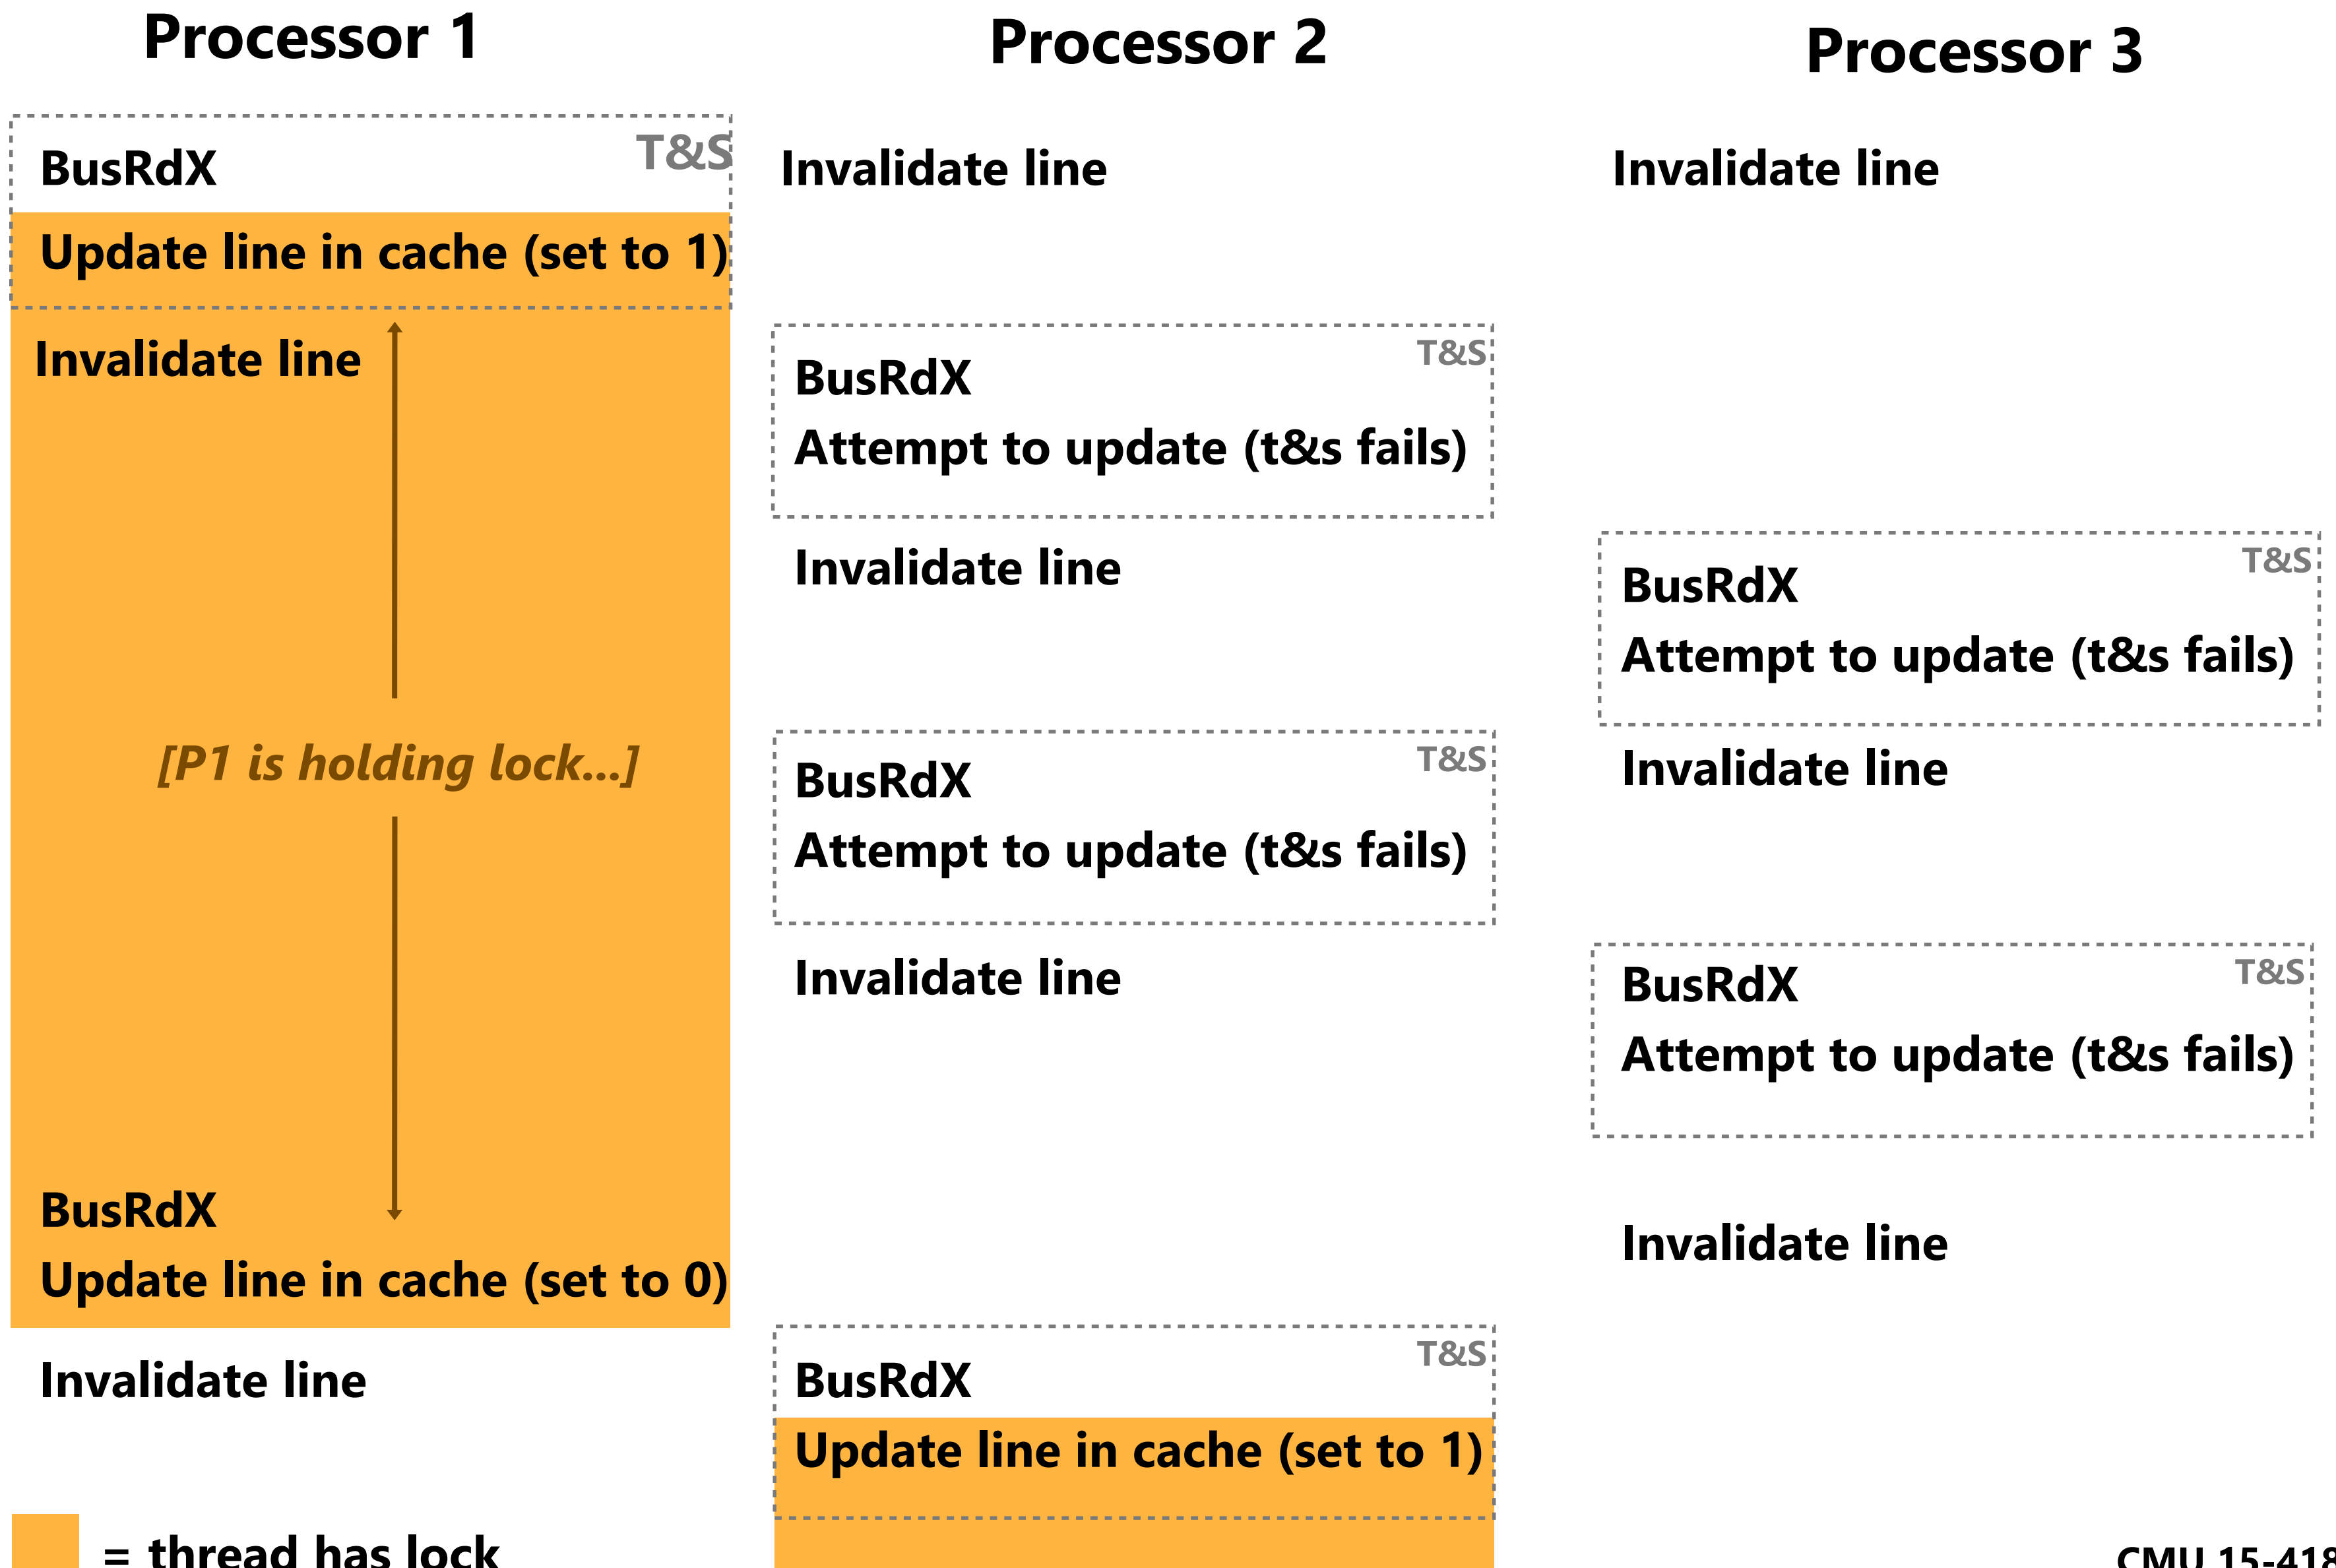 Processor 1
Processor 2
Processor 3
BusRdX
T&S
Update line in cache (set to 1)
Invalidate line
[P1 is holding lock...]
BusRdX
Update line in cache (set to 0)
Invalidate line
= thread has lock
Invalidate line
T&S
BusRdX
Attempt to update (t&s fails)
Invalidate line
T&S
BusRdX
Attempt to update (t&s fails)
Invalidate line
T&S
BusRdX
Update line in cache (set to 1)
Invalidate line
T&S
BusRdX
Attempt to update (t&s fails)
Invalidate line
T&S
BusRdX
Attempt to update (t&s fails)
Invalidate line
CMU 15-418